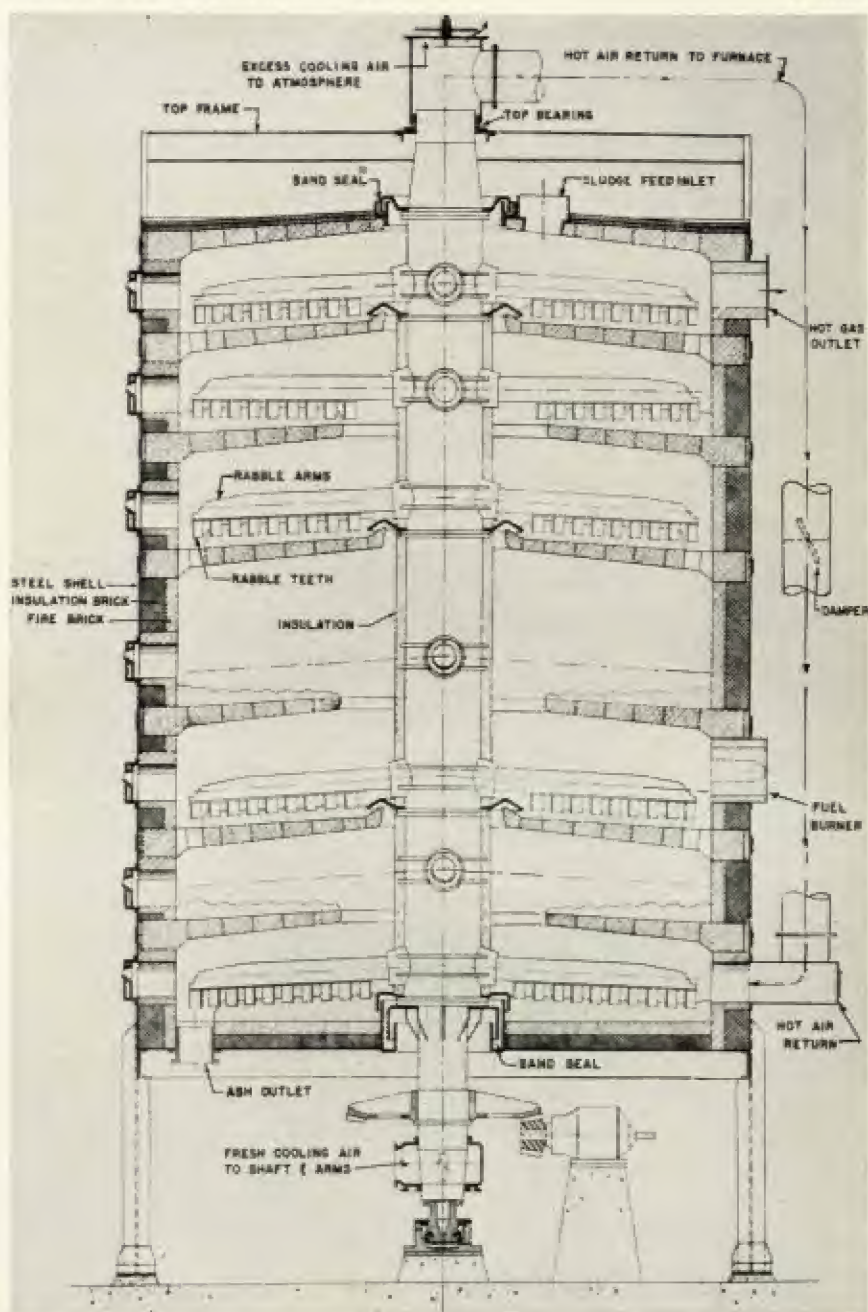 EXCESS COOLING AIR
TO ATMOSPHERE
HOT AIR RETURN TO FURNACE
TOP FRAME
TOP BEARING
SAND SEAL
SLUDGE FEED INLET
HOT GAS
OUTLET
RABBLE ARMS
RABBLE TEETH
STEEL SHELL
INSULATION BRICK
FIRE BRICK
INSULATION
DAMPER
FUEL
BURNER
HOT AIR
RETURN
SAND SEAL
ASH OUTLET
FRESH COOLING AIR
TO SHAFT & ARMS